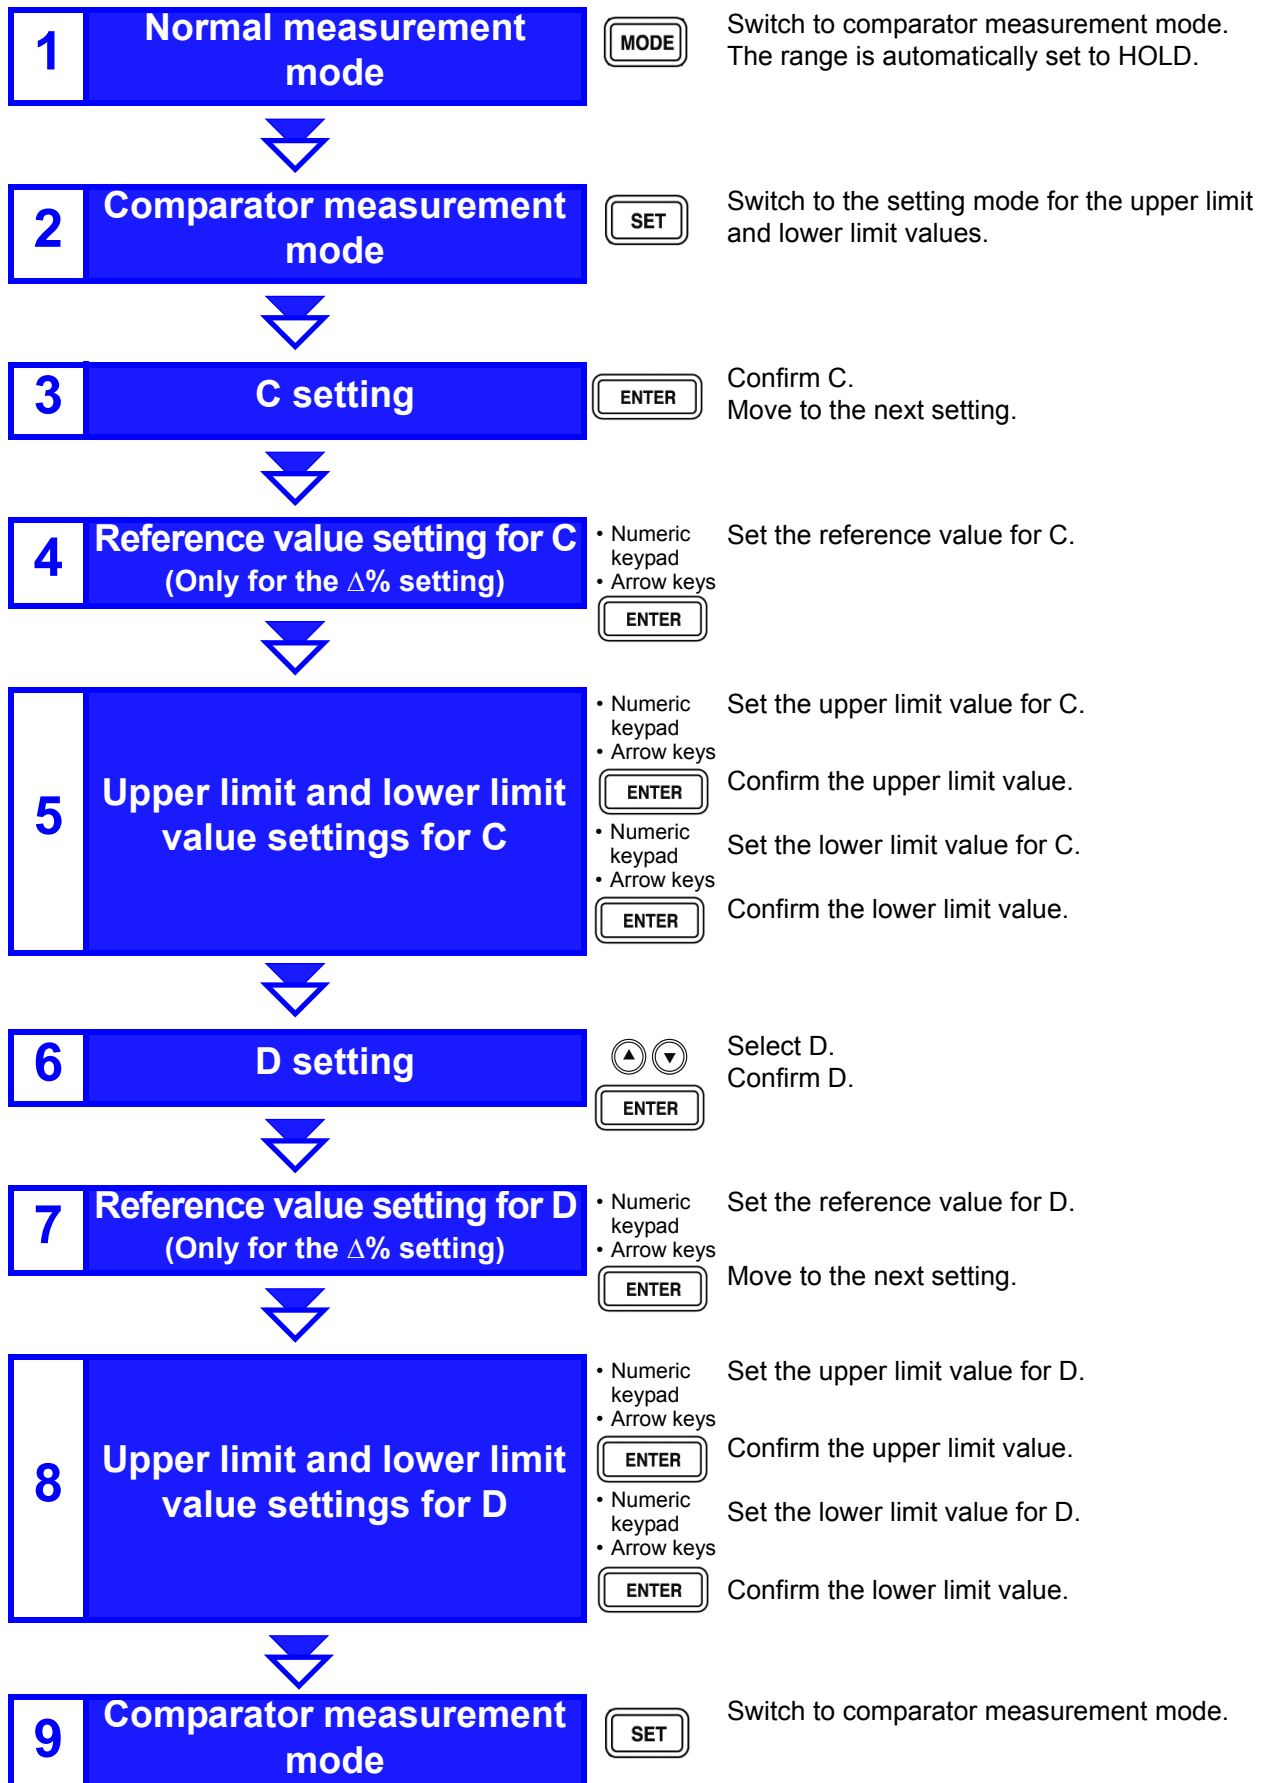 1
Normal measurement
mode
MODE
Switch to comparator measurement mode.
The range is automatically set to HOLD.
2
Comparator measurement
mode
SET
Switch to the setting mode for the upper limit
and lower limit values.
3
C setting
ENTER
Confirm C.
Move to the next setting.
4
Reference value setting for C
(Only for the Δ% setting)
• Numeric
keypad
• Arrow keys
ENTER
Set the reference value for C.
5
Upper limit and lower limit
value settings for C
• Numeric
keypad
• Arrow keys
Set the upper limit value for C.
ENTER
Confirm the upper limit value.
• Numeric
keypad
• Arrow keys
Set the lower limit value for C.
ENTER
Confirm the lower limit value.
6
D setting
ENTER
Select D.
Confirm D.
7
Reference value setting for D
(Only for the Δ% setting)
• Numeric
keypad
• Arrow keys
Set the reference value for D.
ENTER
Move to the next setting.
8
Upper limit and lower limit
value settings for D
• Numeric
keypad
• Arrow keys
Set the upper limit value for D.
ENTER
Confirm the upper limit value.
• Numeric
keypad
• Arrow keys
Set the lower limit value for D.
ENTER
Confirm the lower limit value.
9
Comparator measurement
mode
SET
Switch to comparator measurement mode.